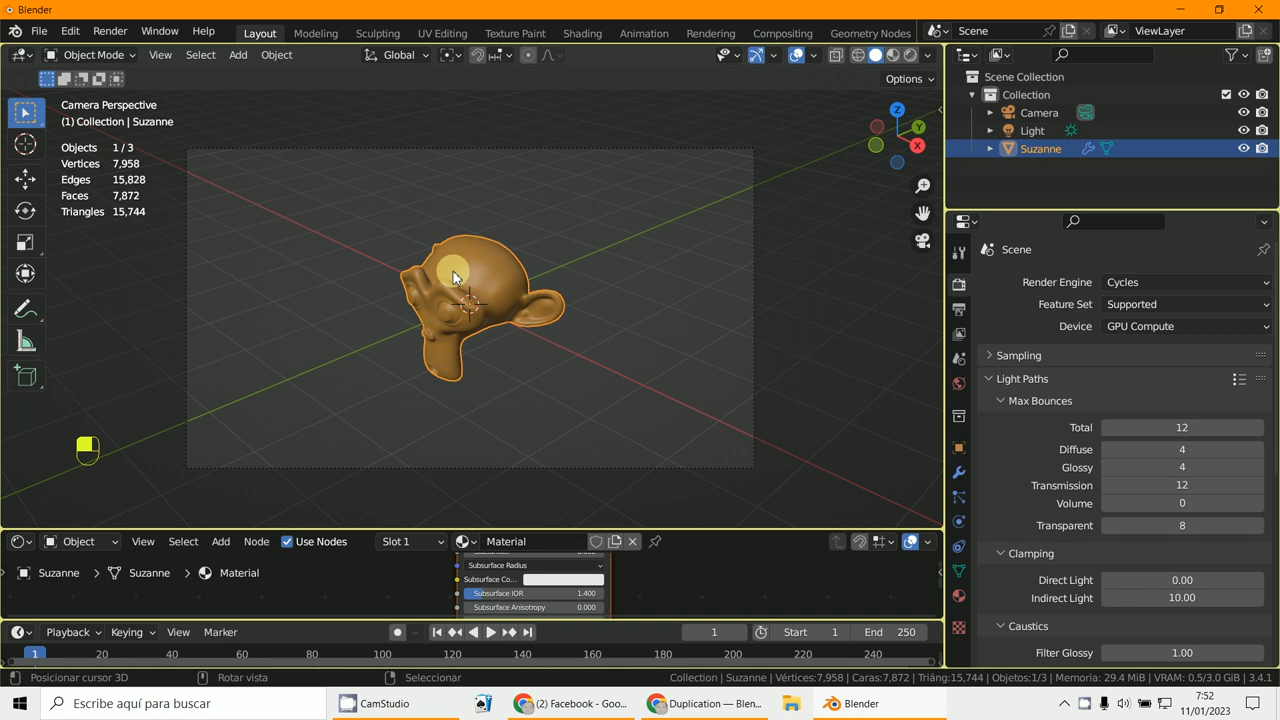 Blender
File Edit Render Window Help
Layout Modeling Sculpting UV Editing Texture Paint Shading Animation Rendering Compositing Geometry Nodes
Scene
ViewLayer
Object Mode View Select Add Object
Global
Options
Camera Perspective
(1) Collection | Suzanne
Objects 1 / 3
Vertices 7,958
Edges 15,828
Faces 7,872
Triangles 15,744
Z
Y
X
Scene Collection
Collection
Camera
Light
Suzanne
Scene
Render Engine Cycles
Feature Set Supported
Device GPU Compute
Sampling
Light Paths
Max Bounces
Total 12
Diffuse 4
Glossy 4
Transmission 12
Volume 0
Transparent 8
Clamping
Direct Light 0.00
Indirect Light 10.00
Caustics
Filter Glossy 1.00
Object View Select Add Node Use Nodes Slot 1 Material
Suzanne > Suzanne > Material
Subsurface Radius
Subsurface Co...
Subsurface IOR 1.400
Subsurface Anisotropy 0.000
Playback Keying View Marker
1 Start 1 End 250
1 20 40 60 80 100 120 140 160 180 200 220 240
Posicionar cursor 3D Rotar vista Seleccionar
Collection | Suzanne | Vértices:7,958 | Caras:7,872 | Triáng:15,744 | Objetos:1/3 | Memoria: 29.4 MiB | VRAM: 0.5/3.0 GiB | 3.4.1
Escribe aquí para buscar
CamStudio
(2) Facebook - Goo...
Duplication — Blen...
Blender
7:52
11/01/2023